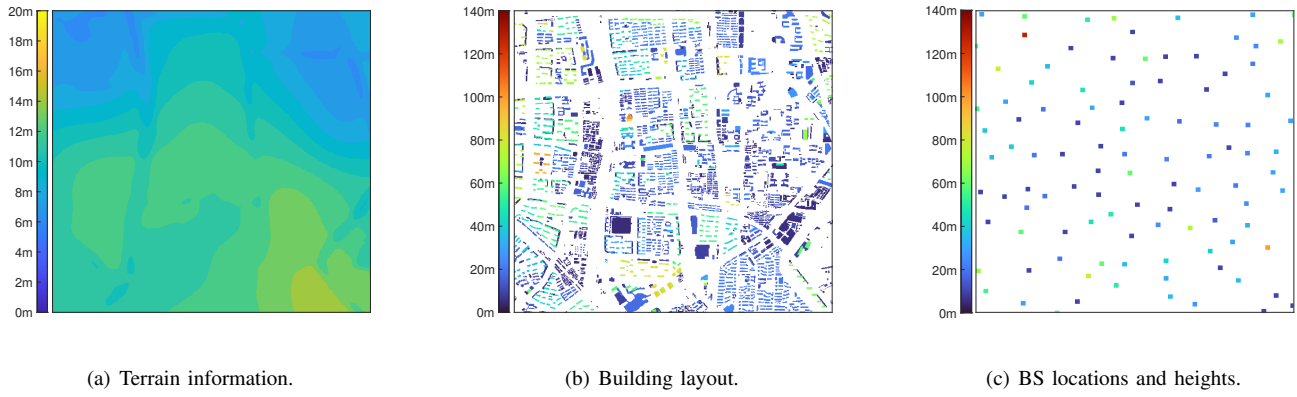 20m
18m
16m
14m
12m
10m
8m
6m
4m
2m
0m
140m
120m
100m
80m
60m
40m
20m
0m
140m
120m
100m
80m
60m
40m
20m
0m
(a) Terrain information.
(b) Building layout.
(c) BS locations and heights.